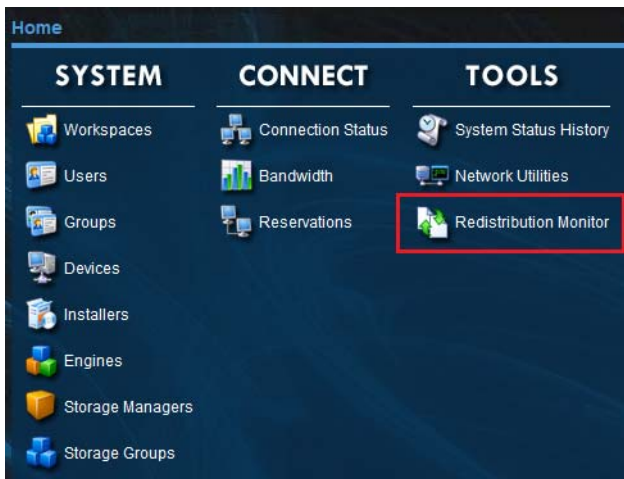 Home
SYSTEM
Workspaces
Users
Groups
Devices
Installers
Engines
Storage Managers
Storage Groups
CONNECT
Connection Status
Bandwidth
Reservations
TOOLS
System Status History
Network Utilities
Redistribution Monitor